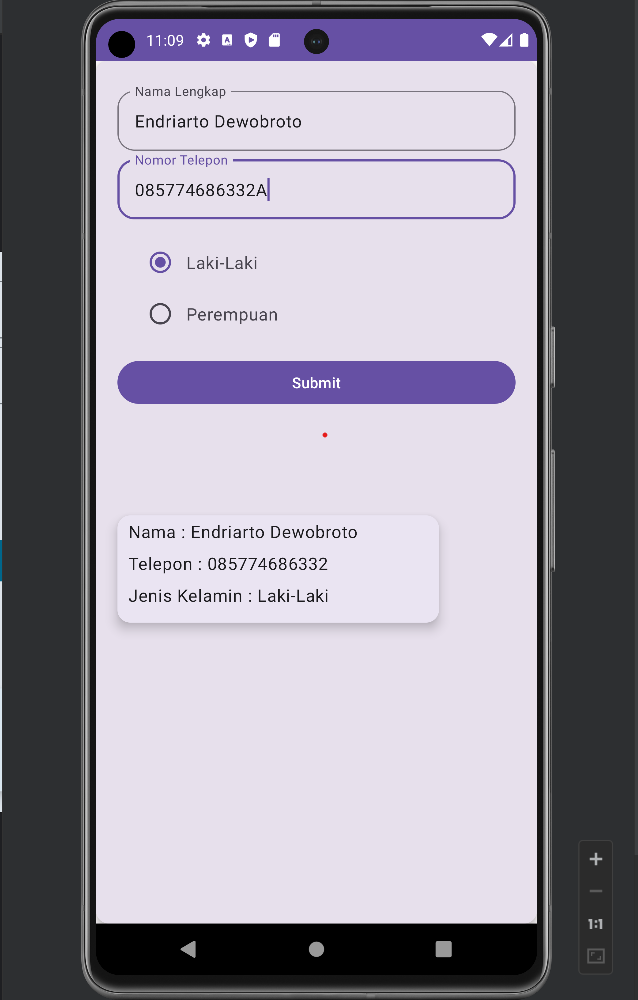 11:09
Nama Lengkap
Endriarto Dewobroto
Nomor Telepon
085774686332A
Laki-Laki
Perempuan
Submit
Nama : Endriarto Dewobroto
Telepon : 085774686332
Jenis Kelamin : Laki-Laki
1:1